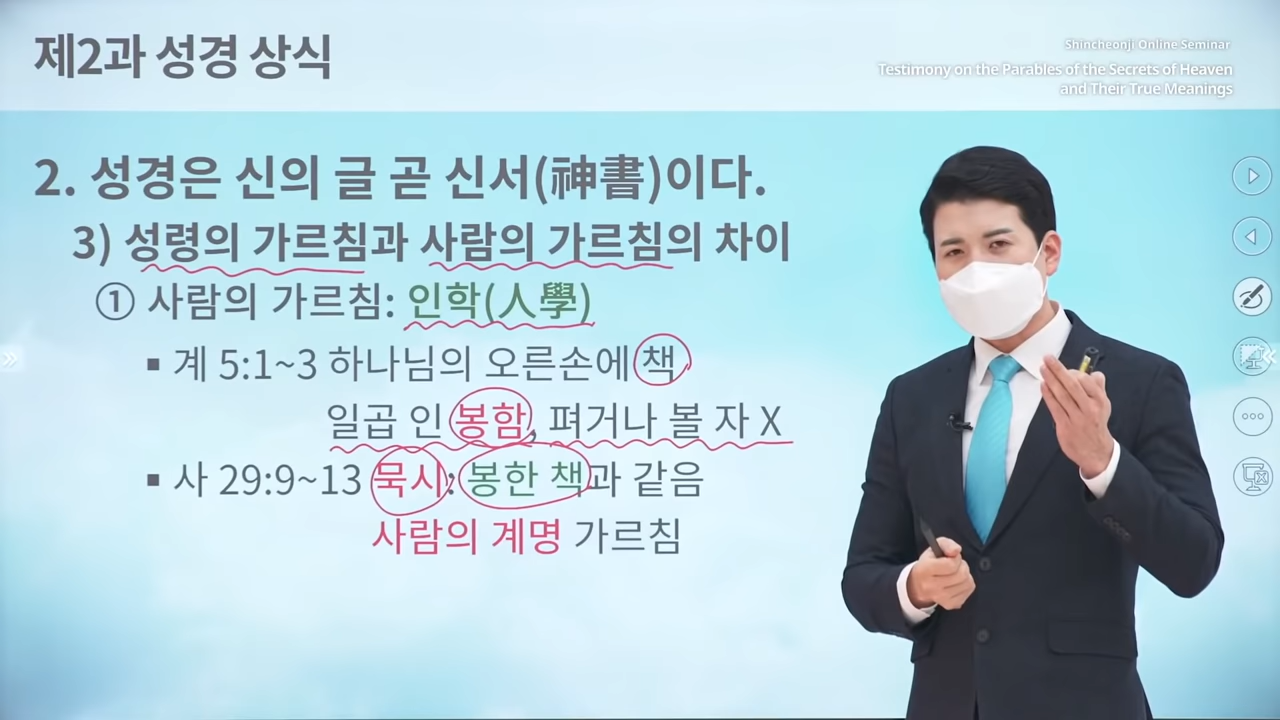 제2과 성경 상식
Shincheonji Online Seminar
Testimony on the Parables of the Secrets of Heaven
and Their True Meanings
2. 성경은 신의 글 곧 신서(神書)이다.
3) 성령의 가르침과 사람의 가르침의 차이
① 사람의 가르침: 인학(人學)
▪ 계 5:1~3 하나님의 오른손에 책
일곱 인 봉함, 펴거나 볼 자 X
▪ 사 29:9~13 묵시: 봉한 책과 같음
사람의 계명 가르침